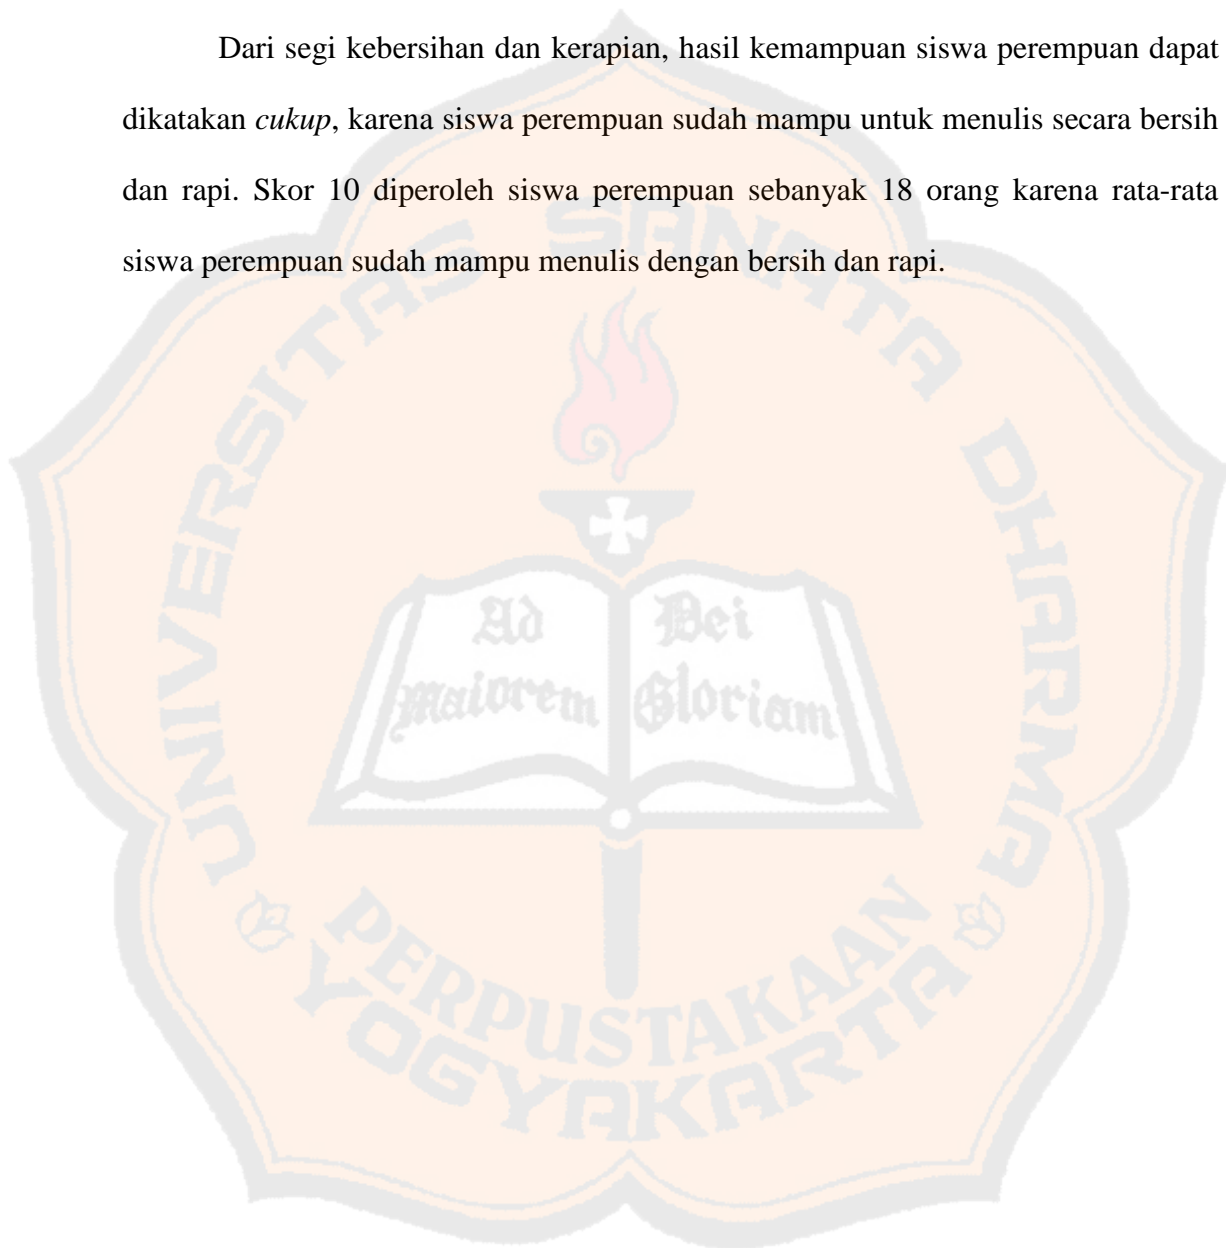 Dari segi kebersihan dan kerapian, hasil kemampuan siswa perempuan dapat
dikatakan cukup, karena siswa perempuan sudah mampu untuk menulis secara bersih
dan rapi. Skor 10 diperoleh siswa perempuan sebanyak 18 orang karena rata-rata
siswa perempuan sudah mampu menulis dengan bersih dan rapi.
UNIVERSITAS SANATA DHARMA
Ad
Maiorem
Dei
Gloriam
PERPUSTAKAAN
YOGYAKARTA